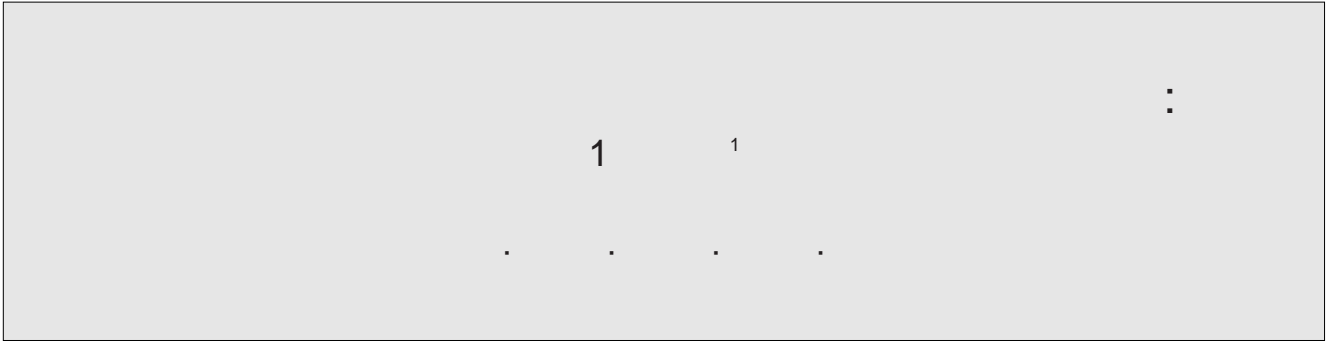 :
1 1
. . . .